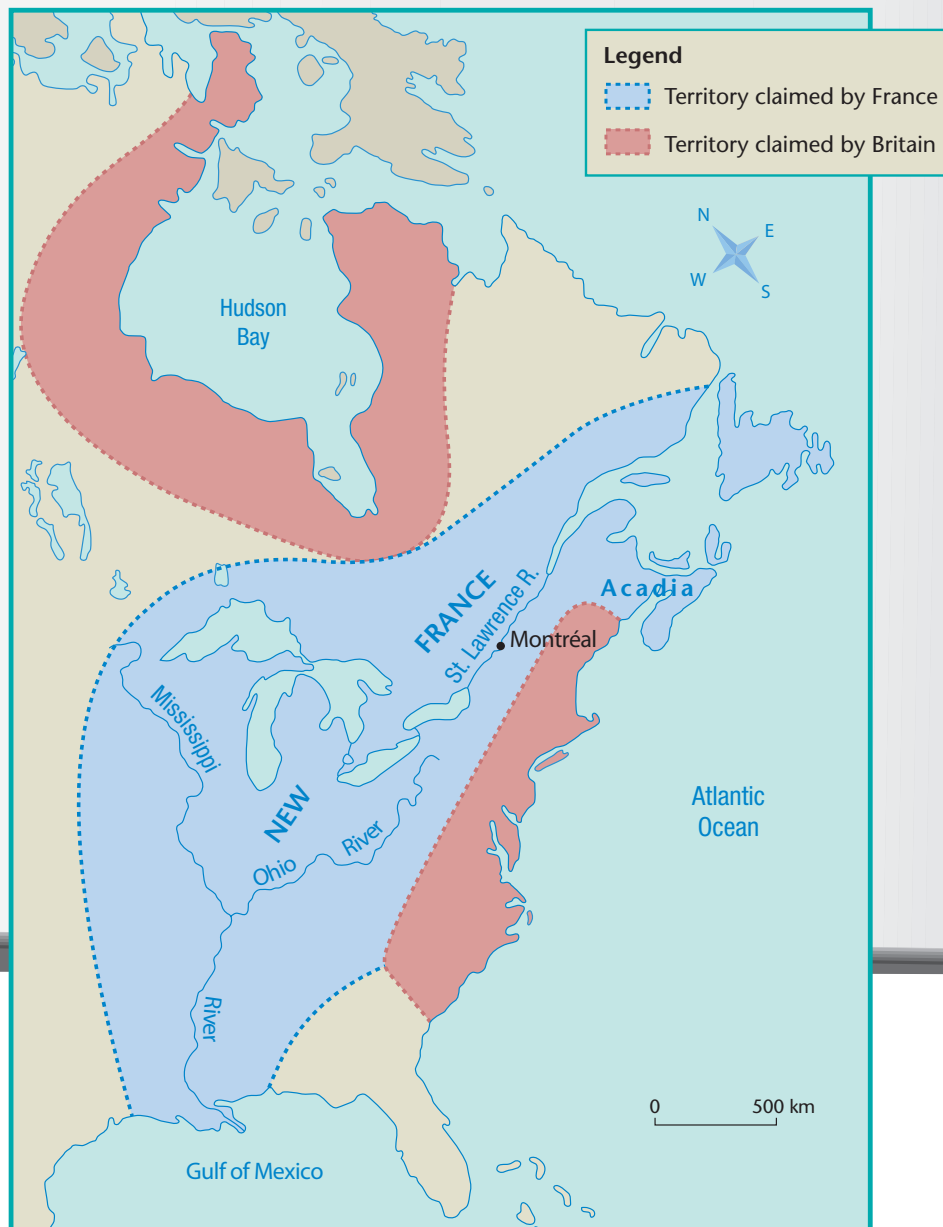 Legend
Territory claimed by France
Territory claimed by Britain
N
E
W
S
Hudson
Bay
FRANCE
St. Lawrence R.
Acadia
Montréal
Mississippi
NEW
Ohio
River
Atlantic
Ocean
River
0 500 km
Gulf of Mexico